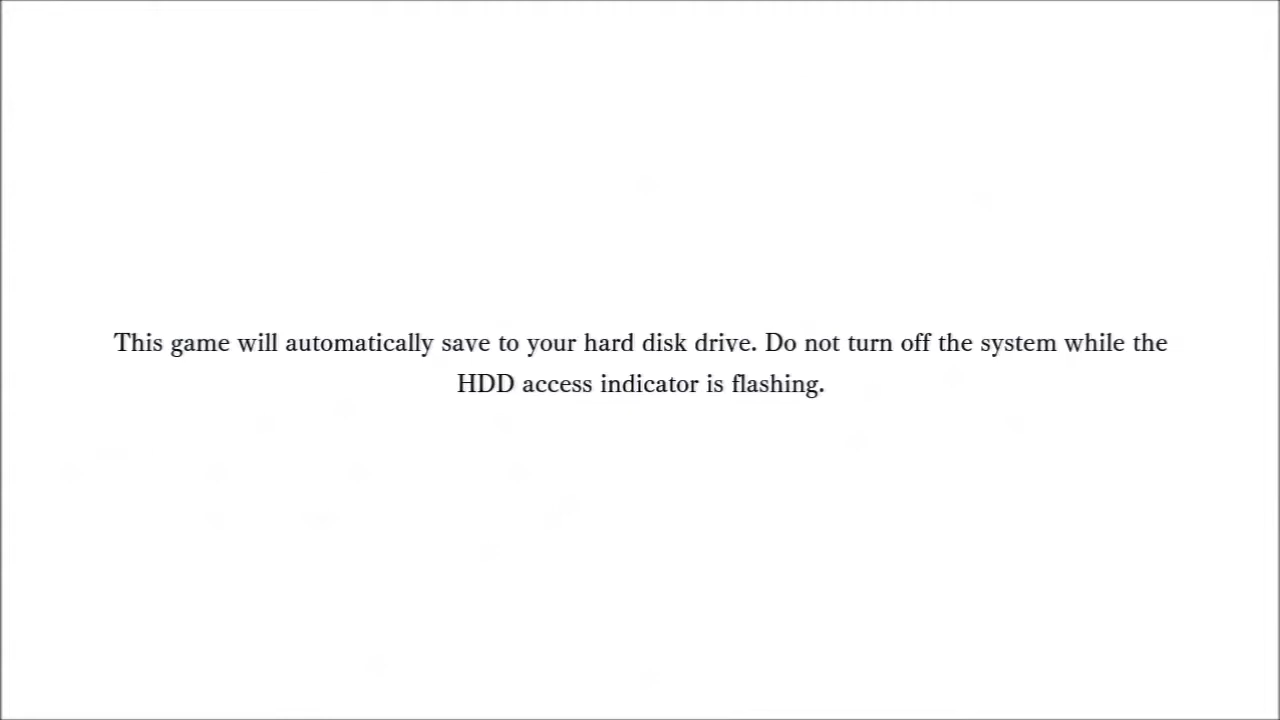 This game will automatically save to your hard disk drive. Do not turn off the system while the
HDD access indicator is flashing.